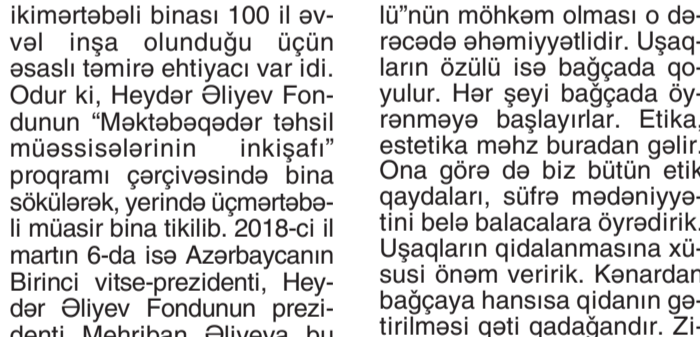 ikimərtəbəli binası 100 il əv-
vəl inşa olunduğu üçün
əsaslı təmirə ehtiyacı var idi.
Odur ki, Heydər Əliyev Fon-
dunun “Məktəbəqədər təhsil
müəssisələrinin inkişafı”
proqramı çərçivəsində bina
sökülərək, yerində üçmərtəbə-
li müasir bina tikilib. 2018-ci il
martın 6-da isə Azərbaycanın
Birinci vitse-prezidenti, Hey-
dər Əliyev Fondunun prezi-
denti Mehriban Əliyeva bu
lü”nün möhkəm olması o də-
rəcədə əhəmiyyətlidir. Uşaq-
ların özülü isə bağçada qo-
yulur. Hər şeyi bağçada öy-
rənməyə başlayırlar. Etika,
estetika məhz buradan gəlir.
Ona görə də biz bütün etik
qaydaları, süfrə mədəniyyə-
tini belə balacalara öyrədirik.
Uşaqların qidalanmasına xü-
susi önəm veririk. Kənardan
bağçaya hansısa qidanın gə-
tirilməsi qəti qadağandır. Zi-